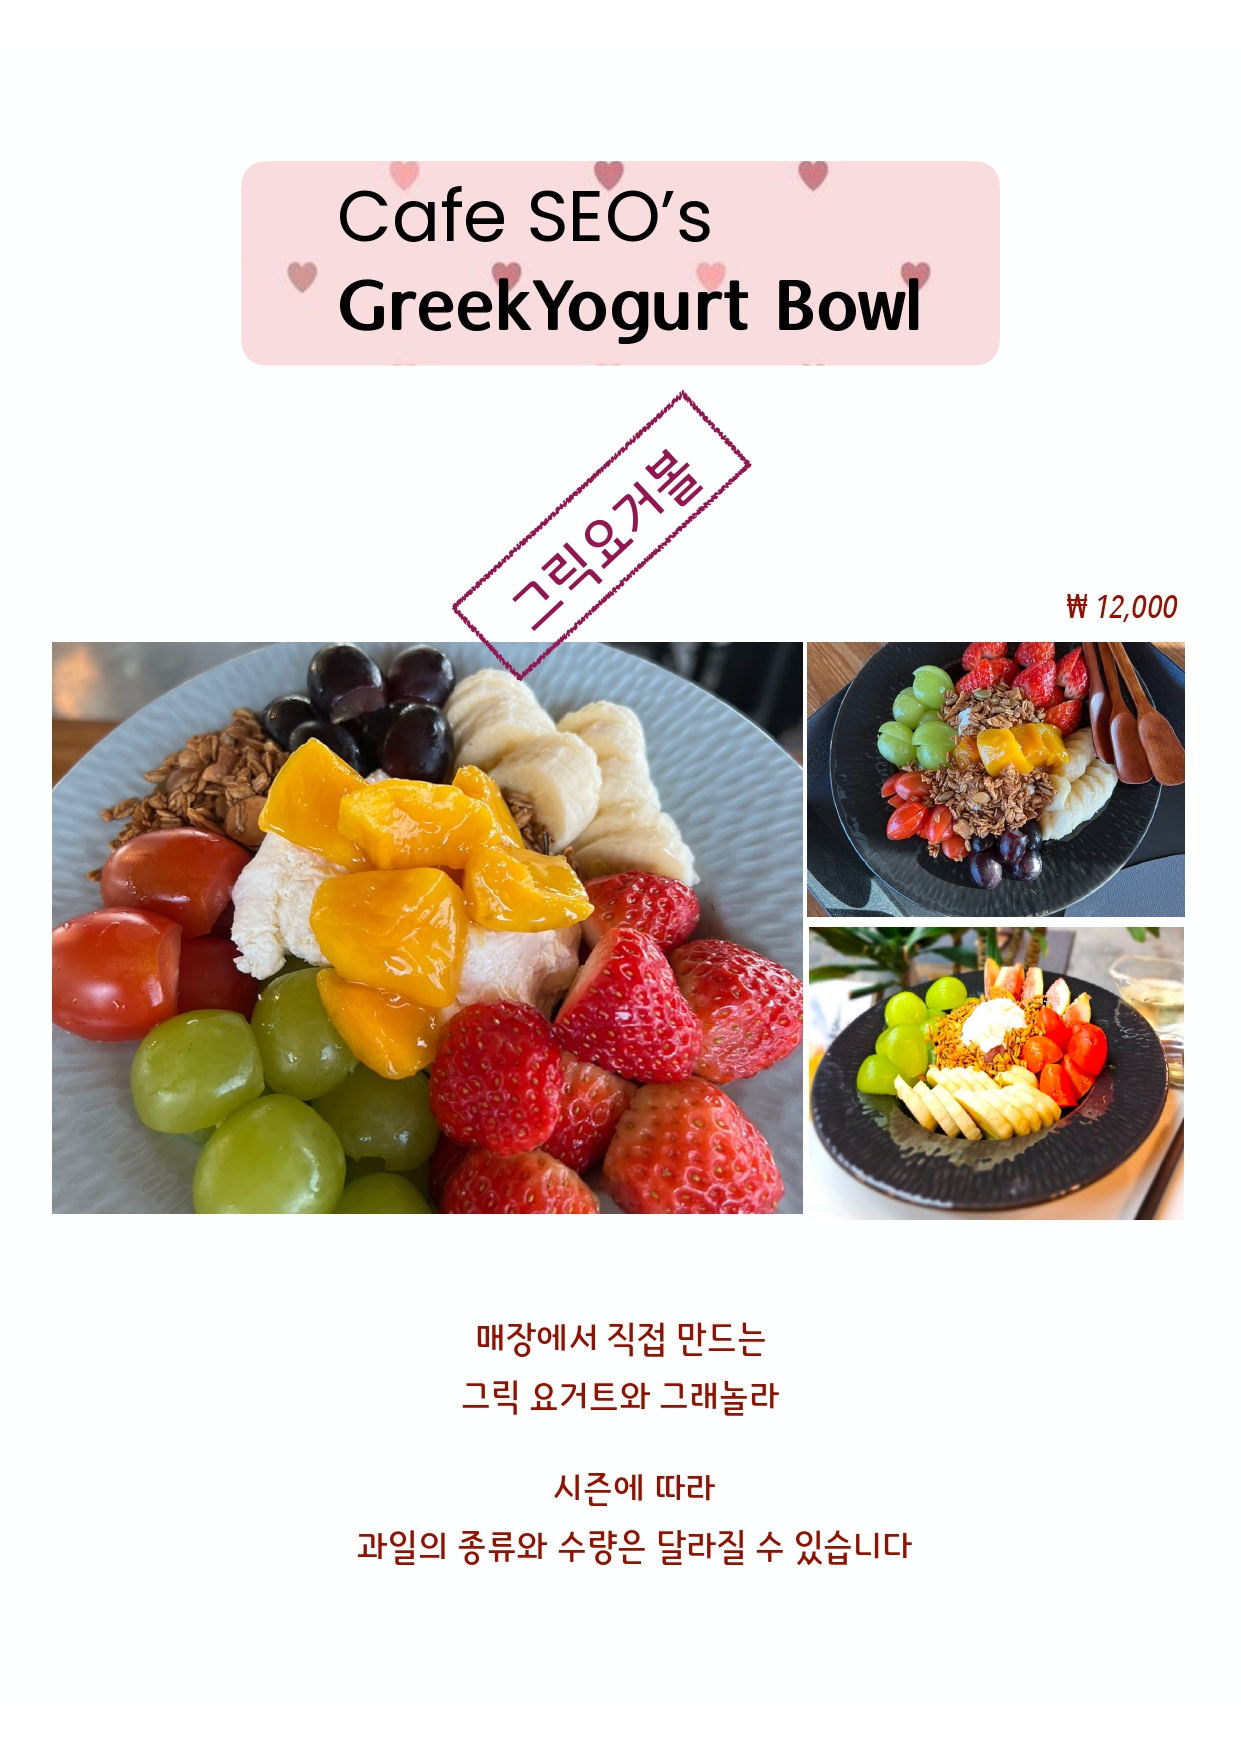 Cafe SEO’s
GreekYogurt Bowl
그릭요거볼
₩ 12,000
매장에서 직접 만드는
그릭 요거트와 그래놀라
시즌에 따라
과일의 종류와 수량은 달라질 수 있습니다